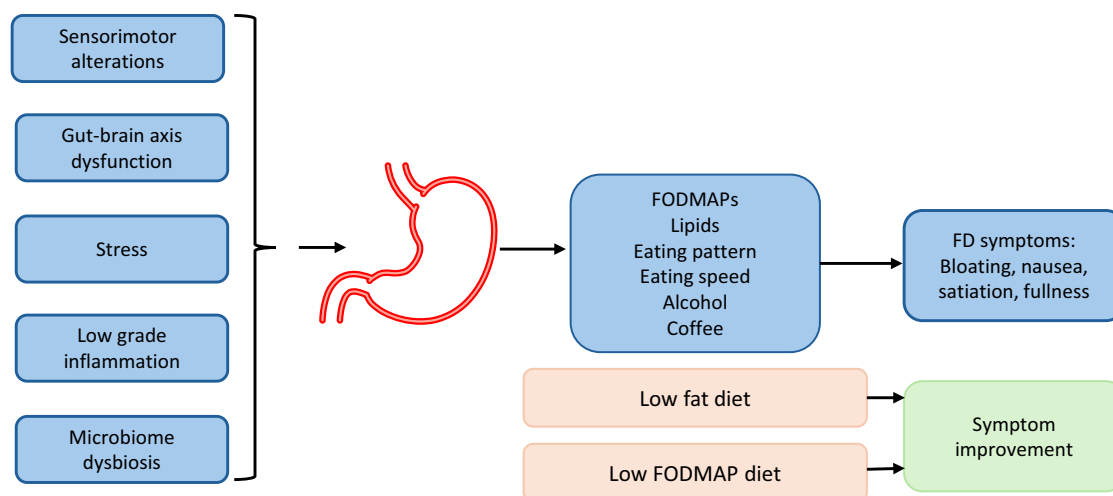 Sensorimotor
alterations
Gut-brain axis
dysfunction
Stress
Low grade
inflammation
Microbiome
dysbiosis
FODMAPs
Lipids
Eating pattern
Eating speed
Alcohol
Coffee
FD symptoms:
Bloating, nausea,
satiation, fullness
Low fat diet
Low FODMAP diet
Symptom
improvement